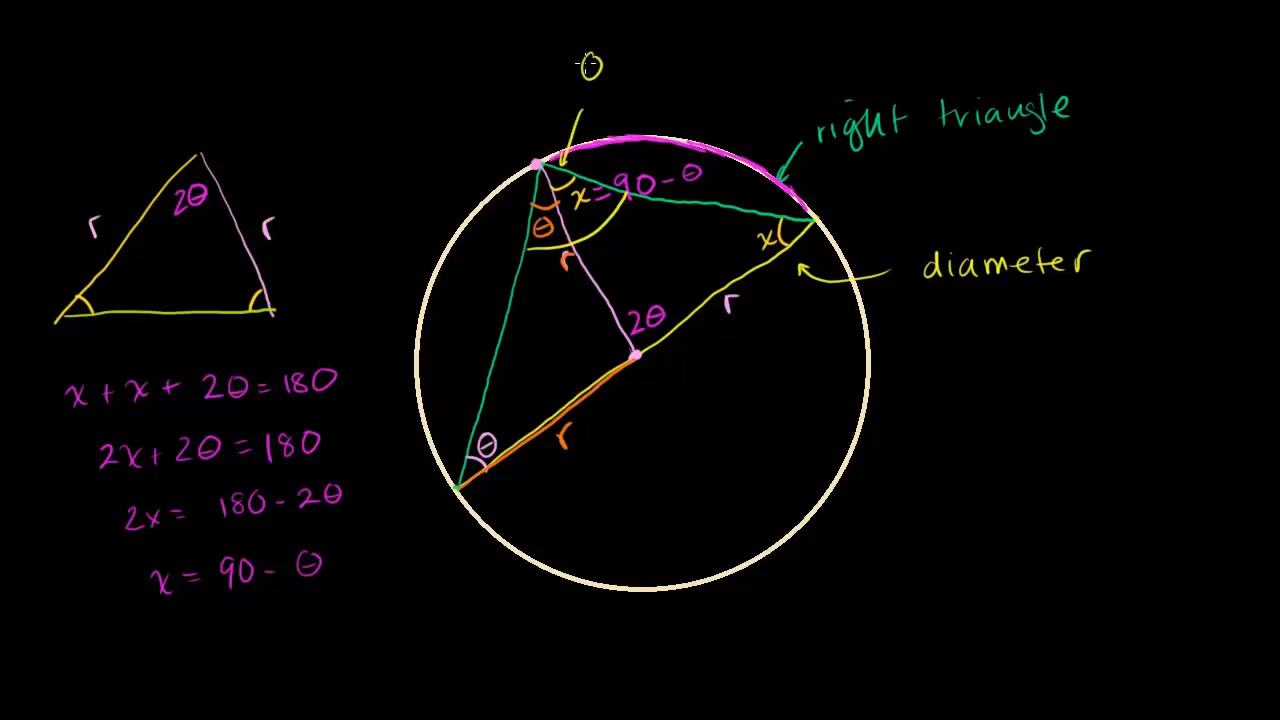 θ
right triangle
2θ
r
r
x = 90 - θ
θ
x
r
diameter
r
2θ
x + x + 2θ = 180
2x + 2θ = 180
θ
r
2x = 180 - 2θ
x = 90 - θ